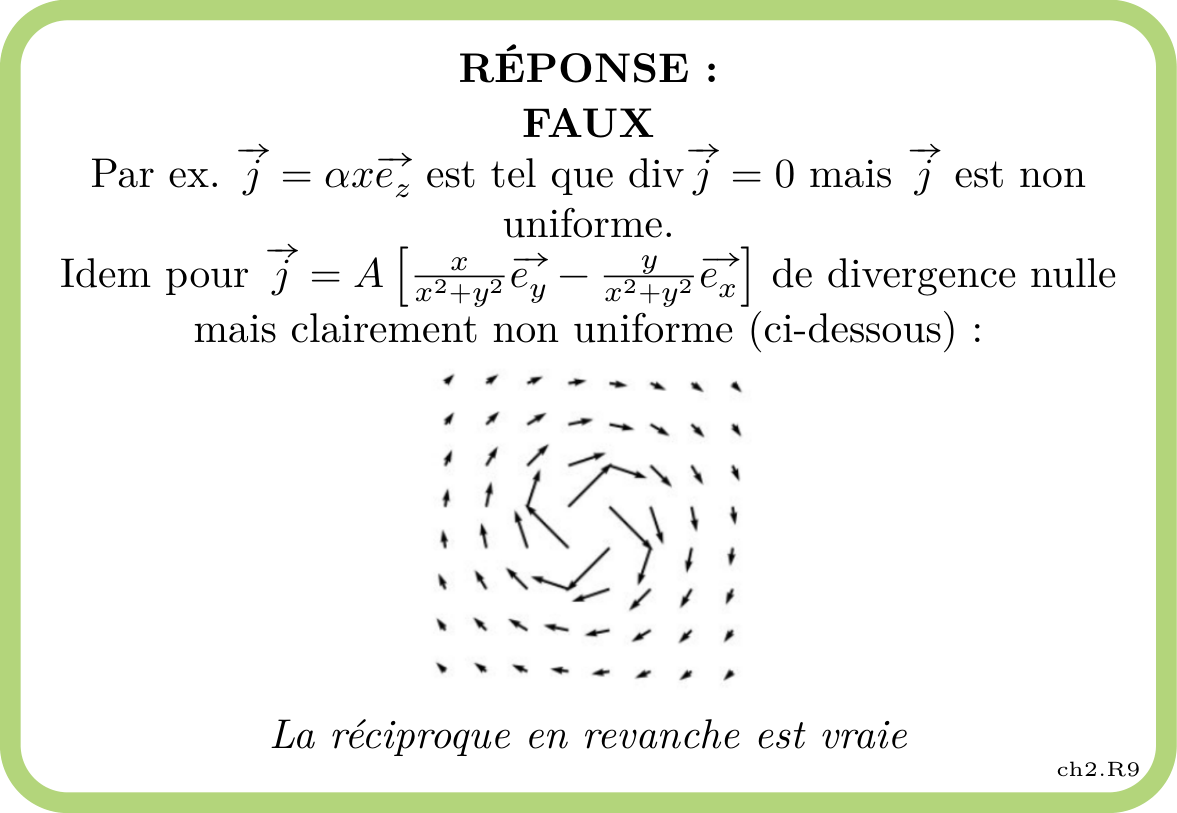 RÉPONSE :
FAUX
Par ex. $\overrightarrow{j} = \alpha x \overrightarrow{e_z}$ est tel que div$\overrightarrow{j} = 0$ mais $\overrightarrow{j}$ est non
uniforme.
Idem pour $\overrightarrow{j} = A \left[ \frac{x}{x^2+y^2} \overrightarrow{e_y} - \frac{y}{x^2+y^2} \overrightarrow{e_x} \right]$ de divergence nulle
mais clairement non uniforme (ci-dessous) :
La réciproque en revanche est vraie
ch2.R9